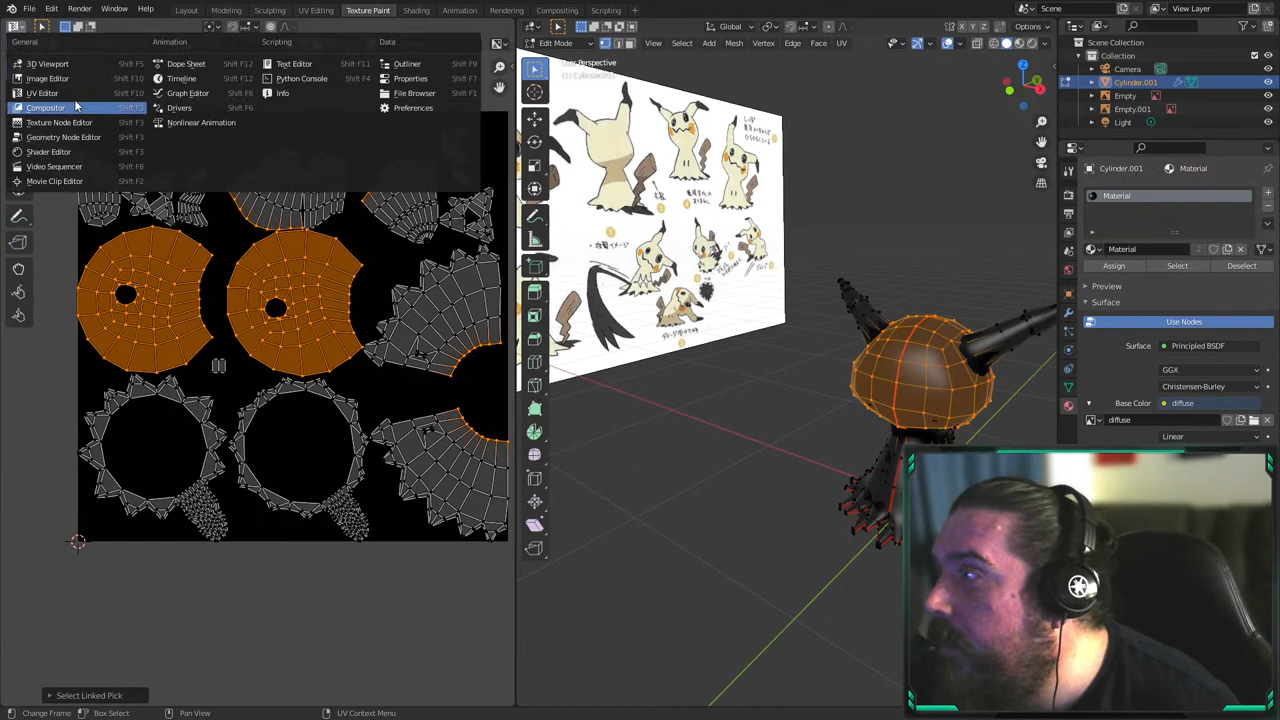 File Edit Render Window Help
Layout Modeling Sculpting UV Editing Texture Paint Shading Animation Rendering Compositing Scripting
Scene
View Layer
Global
Options
General Animation Scripting Data
3D Viewport Shift F5
Dope Sheet Shift F12
Text Editor Shift F11
Outliner Shift F9
Image Editor Shift F10
Timeline Shift F12
Python Console Shift F4
Properties Shift F7
UV Editor Shift F10
Graph Editor Shift F6
Info
File Browser Shift F1
Compositor Shift F3
Drivers Shift F6
Preferences
Texture Node Editor Shift F3
Nonlinear Animation
Geometry Node Editor Shift F3
Shader Editor Shift F3
Video Sequencer Shift F8
Movie Clip Editor Shift F2
Edit Mode View Select Add Mesh Vertex Edge Face UV
User Perspective
(1) Cylinder.001
X Y Z
Z
Scene Collection
Collection
Camera
Cylinder.001
Empty
Empty.001
Light
Cylinder.001 Material
Material
Material 2
Assign Select Deselect
Preview
Surface
Use Nodes
Surface Principled BSDF
GGX
Christensen-Burley
Base Color diffuse
diffuse
Linear
Select Linked Pick
Change Frame Box Select Pan View UV Context Menu